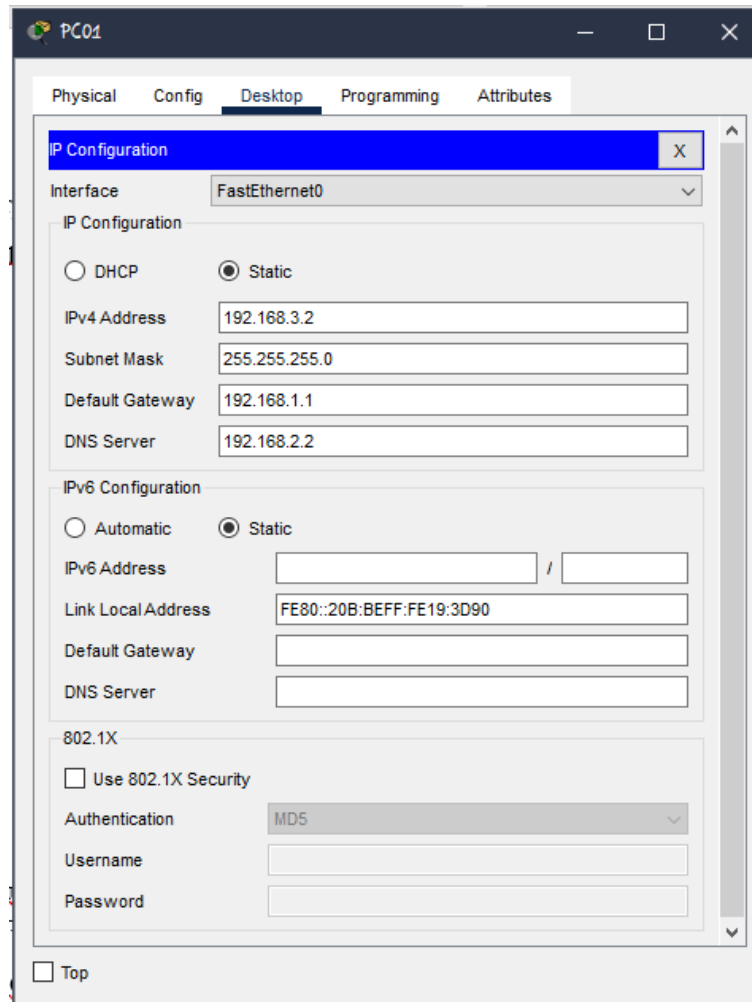 PC01
Physical Config Desktop Programming Attributes
IP Configuration X
Interface FastEthernet0
IP Configuration
DHCP Static
IPv4 Address 192.168.3.2
Subnet Mask 255.255.255.0
Default Gateway 192.168.1.1
DNS Server 192.168.2.2
IPv6 Configuration
Automatic Static
IPv6 Address /
Link Local Address FE80::20B:BEFF:FE19:3D90
Default Gateway
DNS Server
802.1X
Use 802.1X Security
Authentication MD5
Username
Password
Top